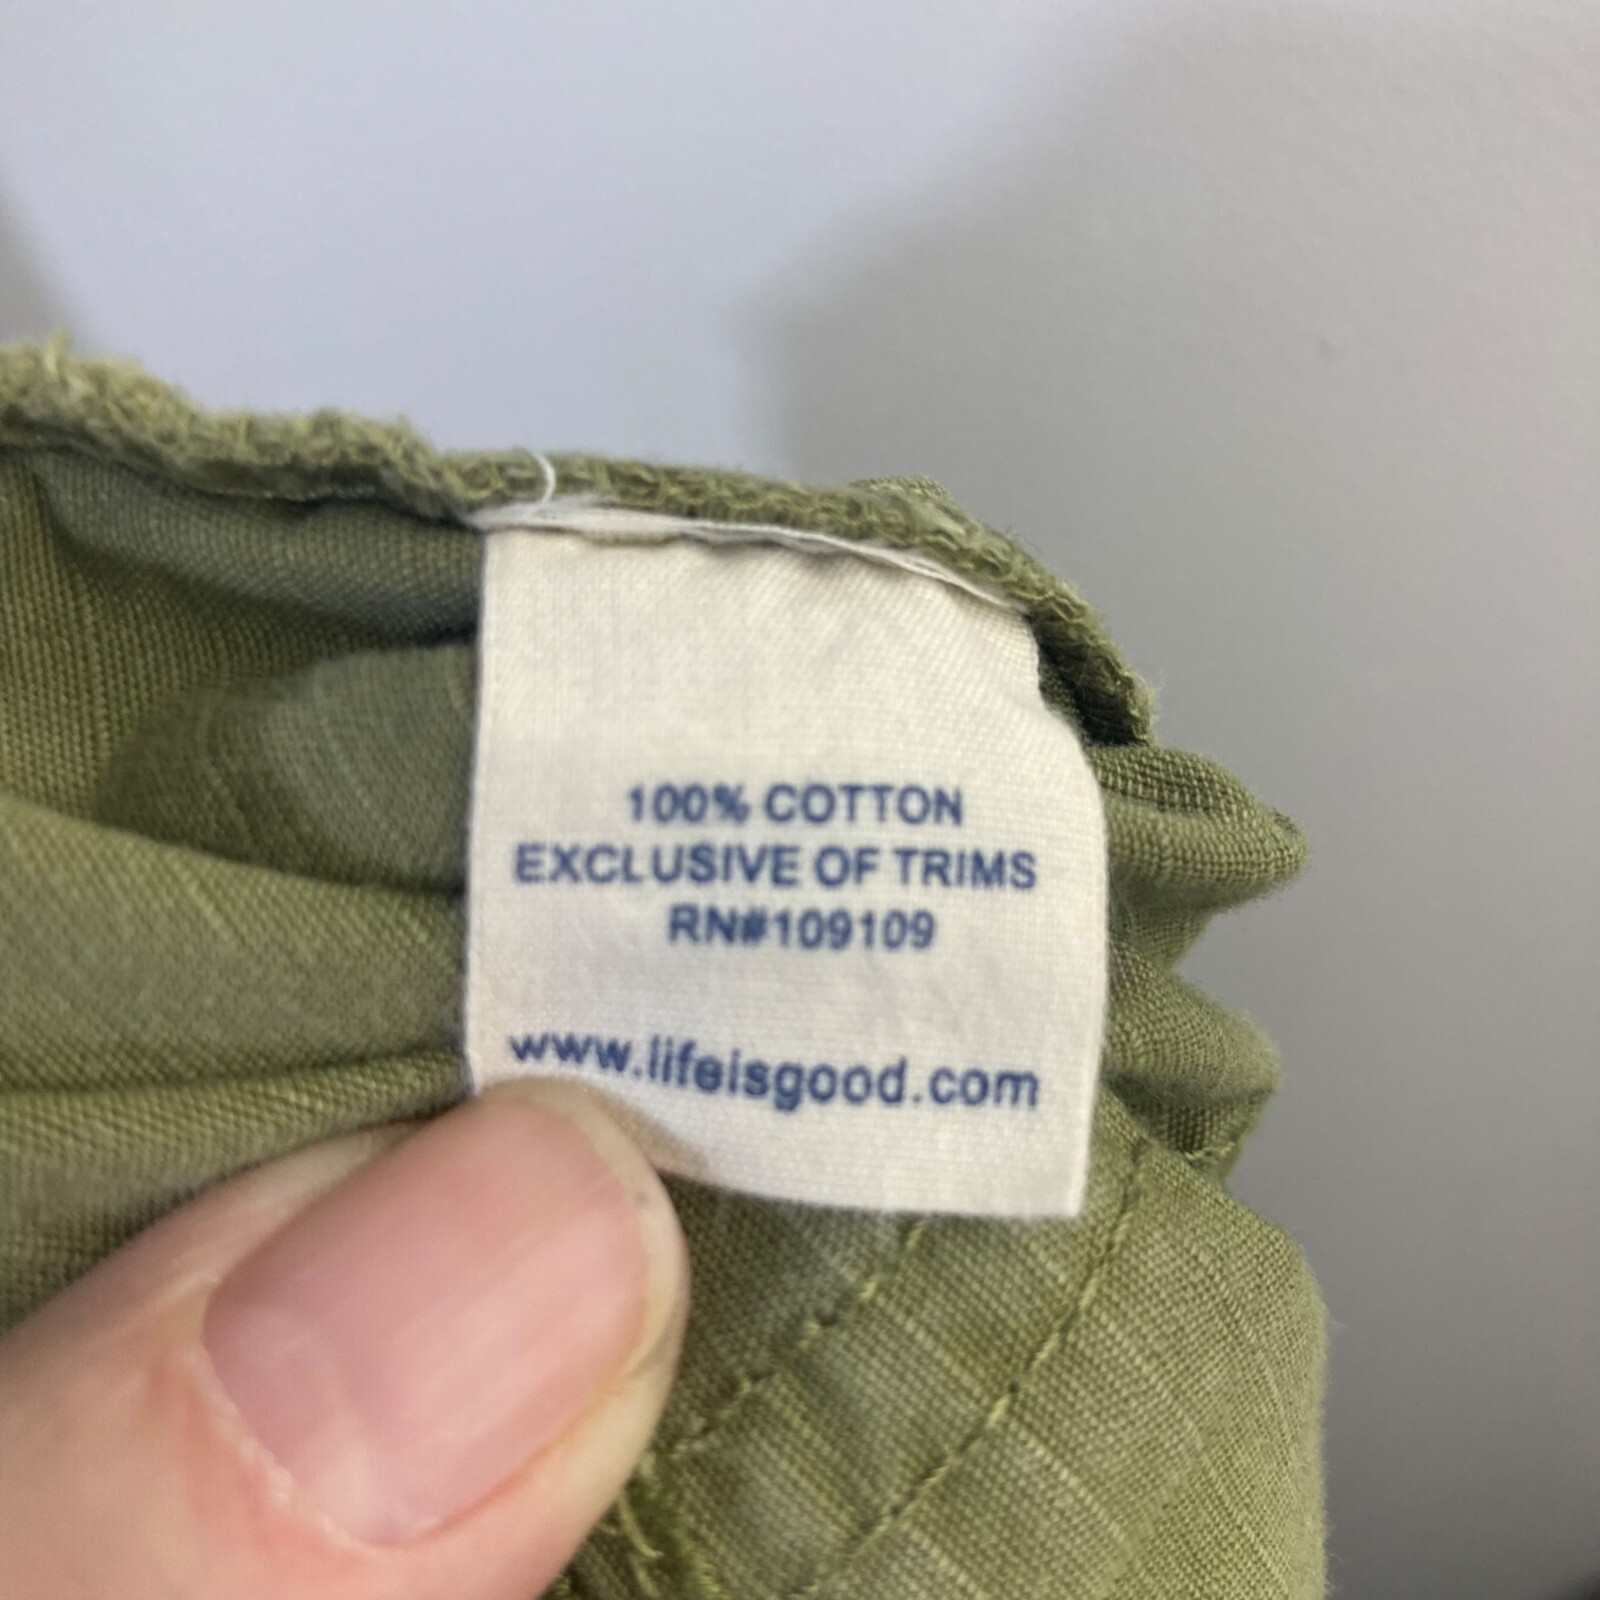 100% COTTON
EXCLUSIVE OF TRIMS
RN#109109
www.lifeisgood.com